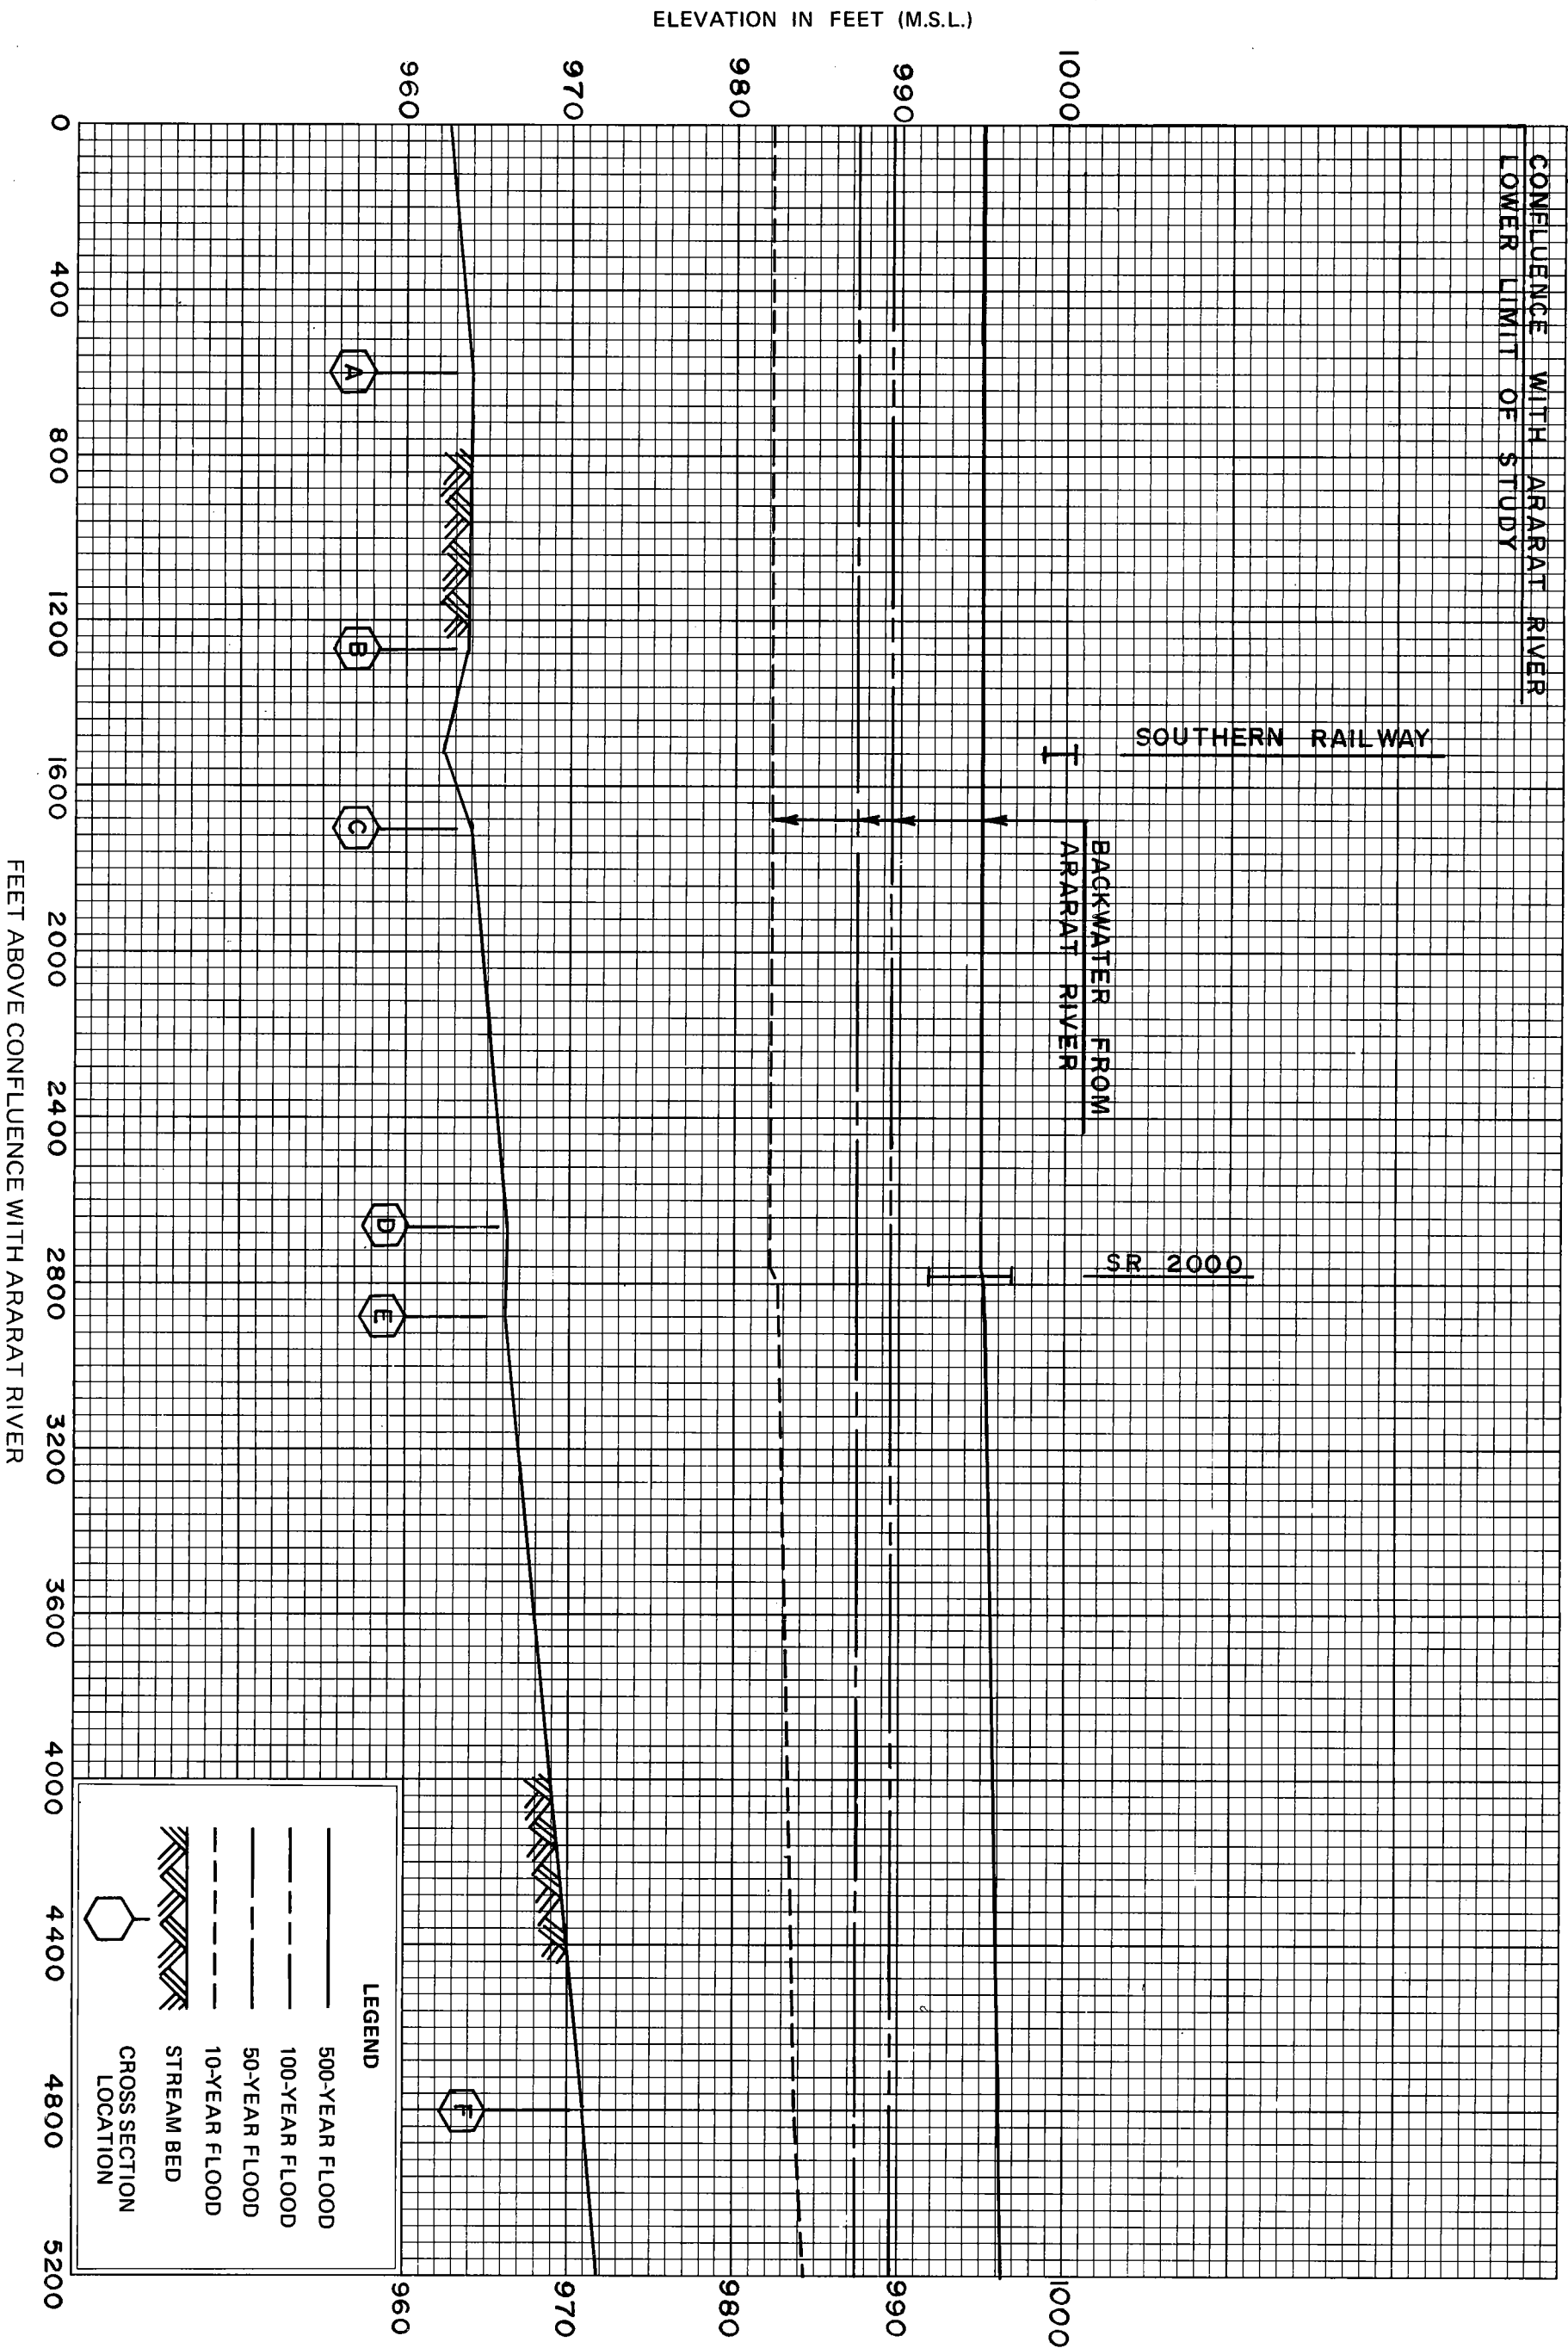 ELEVATION IN FEET (M.S.L.)
1000
990
980
970
960
CONFLUENCE WITH ARARAT RIVER
LOWER LIMIT OF STUDY
SOUTHERN RAILWAY
BACKWATER FROM
ARARAT RIVER
SR 2000
A
B
C
D
E
F
0
400
800
1200
1600
2000
2400
2800
3200
3600
4000
4400
4800
5200
FEET ABOVE CONFLUENCE WITH ARARAT RIVER
1000
990
980
970
960
LEGEND
500-YEAR FLOOD
100-YEAR FLOOD
50-YEAR FLOOD
10-YEAR FLOOD
STREAM BED
CROSS SECTION
LOCATION